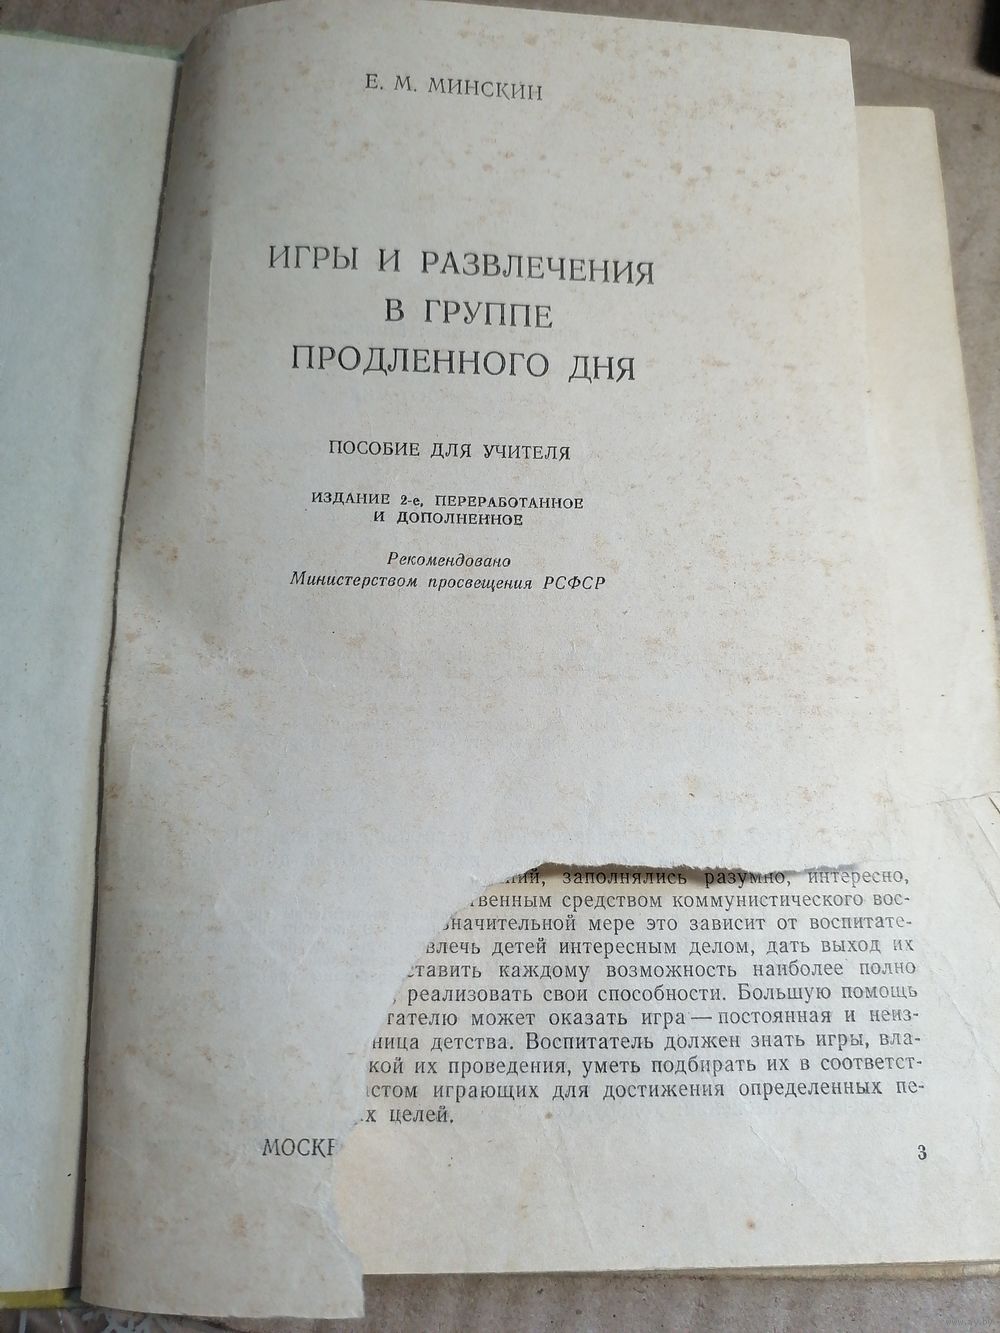 Е. М. МИНСКИН
ИГРЫ И РАЗВЛЕЧЕНИЯ
В ГРУППЕ
ПРОДЛЕННОГО ДНЯ
ПОСОБИЕ ДЛЯ УЧИТЕЛЯ
ИЗДАНИЕ 2-е, ПЕРЕРАБОТАННОЕ
И ДОПОЛНЕННОЕ
Рекомендовано
Министерством просвещения РСФСР
заполнялись разумно, интересно,
средством коммунистического вос-
значительной мере это зависит от воспитате-
детей интересным делом, дать выход их
каждому возможность наиболее полно
реализовать свои способности. Большую помощь
может оказать игра — постоянная и неиз-
детства. Воспитатель должен знать игры, вла-
их проведения, уметь подбирать их в соответст-
играющих для достижения определенных пе-
целей.
3